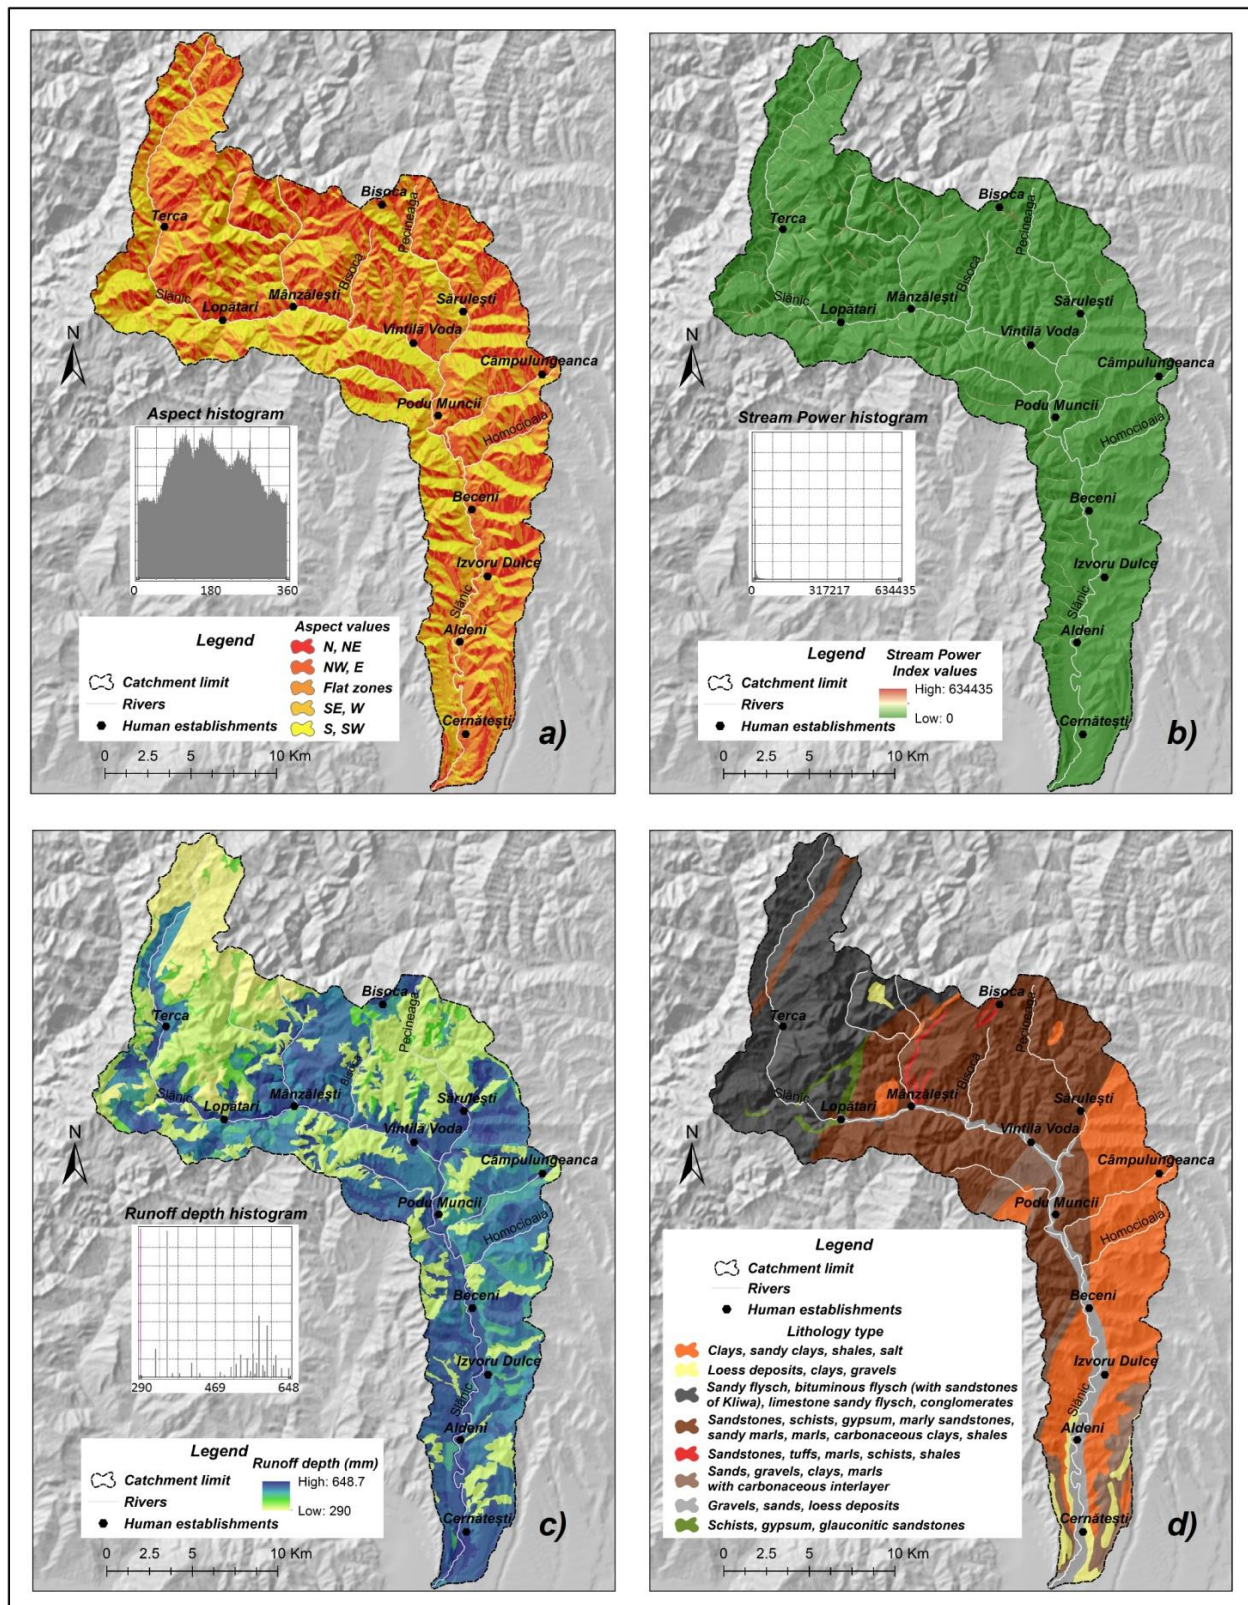 Bisoca
Pecineaga
Terca
Bisoca
Slănic
Mânzălești
Lopătari
Sărulești
Vintilă Voda
N
Câmpulungeanca
Aspect histogram
Podu Muncii
Homocioaia
Beceni
0 180 360
Izvoru Dulce
Slănic
Legend
Aspect values
N, NE
NW, E
Flat zones
SE, W
S, SW
Catchment limit
Rivers
Human establishments
Aldeni
Cernătești
0 2.5 5 10 Km
a)
Bisoca
Pecineaga
Terca
Bisoca
Slănic
Mânzălești
Lopătari
Sărulești
Vintilă Voda
N
Câmpulungeanca
Stream Power histogram
Podu Muncii
Homocioaia
Beceni
0 317217 634435
Izvoru Dulce
Slănic
Legend
Stream Power
Index values
High: 634435
Low: 0
Catchment limit
Rivers
Human establishments
Aldeni
Cernătești
0 2.5 5 10 Km
b)
Bisoca
Pecineaga
Terca
Bisoca
Slănic
Mânzălești
Lopătari
Sărulești
Vintilă Voda
N
Câmpulungeanca
Podu Muncii
Runoff depth histogram
Homocioaia
Beceni
290 469 648
Izvoru Dulce
Slănic
Aldeni
Legend
Runoff depth (mm)
High: 648.7
Low: 290
Catchment limit
Rivers
Human establishments
Cernătești
0 2.5 5 10 Km
c)
Bisoca
Pecineaga
Terca
Bisoca
Slănic
Mânzălești
Lopătari
Sărulești
Vintilă Voda
N
Câmpulungeanca
Podu Muncii
Homocioaia
Beceni
Izvoru Dulce
Slănic
Aldeni
Cernătești
Legend
Catchment limit
Rivers
Human establishments
Lithology type
Clays, sandy clays, shales, salt
Loess deposits, clays, gravels
Sandy flysch, bituminous flysch (with sandstones
of Kliwa), limestone sandy flysch, conglomerates
Sandstones, schists, gypsum, marly sandstones,
sandy marls, marls, carbonaceous clays, shales
Sandstones, tuffs, marls, schists, shales
Sands, gravels, clays, marls
with carbonaceous interlayer
Gravels, sands, loess deposits
Schists, gypsum, glauconitic sandstones
0 2.5 5 10 Km
d)